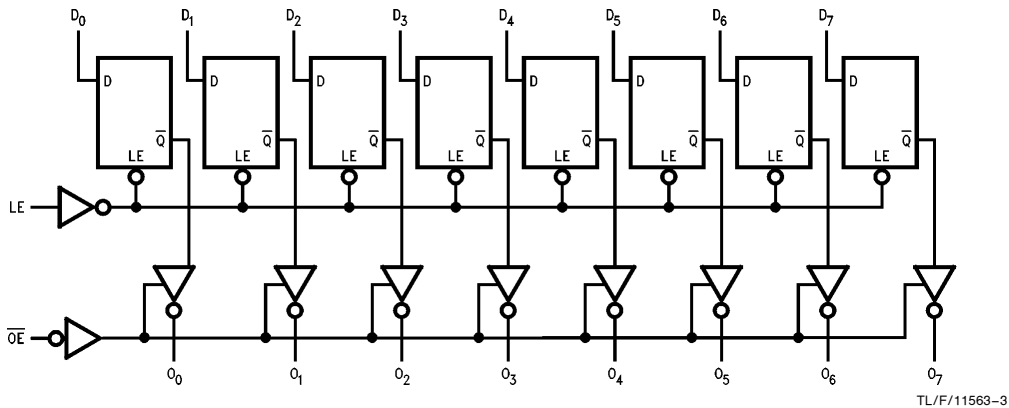 D₀ D₁ D₂ D₃ D₄ D₅ D₆ D₇
D D D D D D D D
Q̅ Q̅ Q̅ Q̅ Q̅ Q̅ Q̅ Q̅
LE LE LE LE LE LE LE LE
LE
O̅E̅
O₀ O₁ O₂ O₃ O₄ O₅ O₆ O₇
TL/F/11563–3